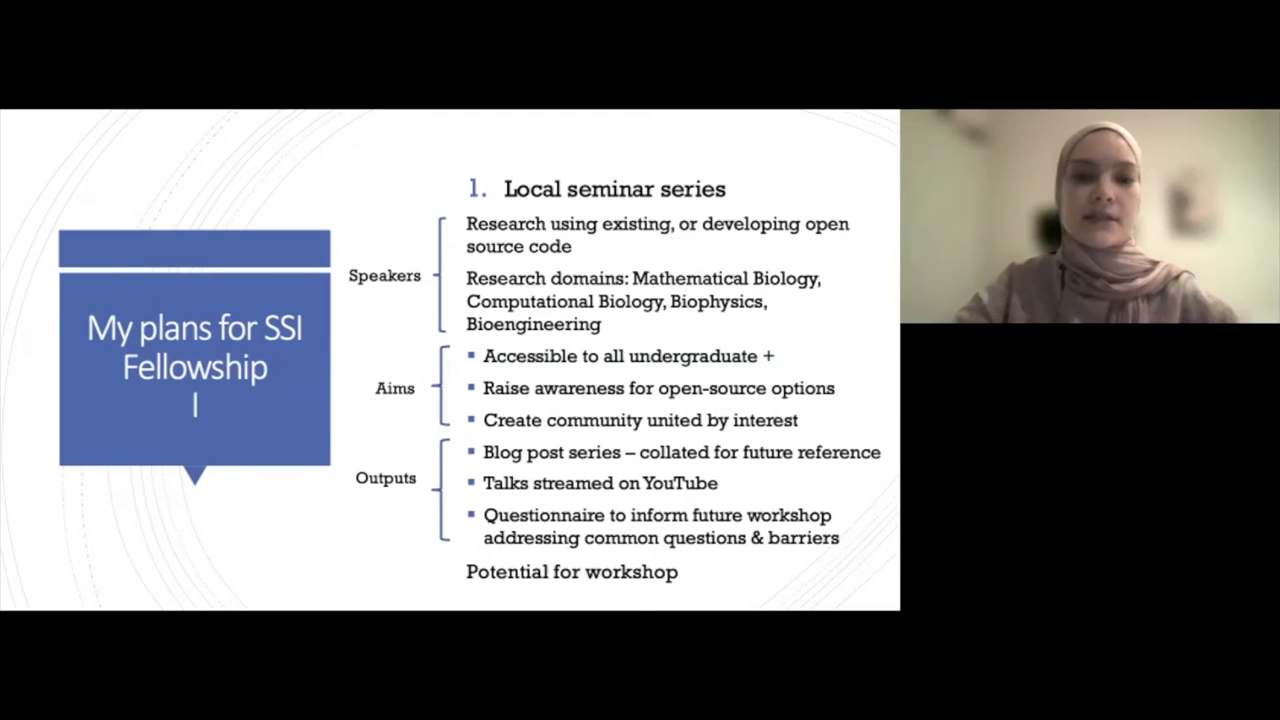 My plans for SSI
Fellowship
I
1. Local seminar series
Speakers
Research using existing, or developing open
source code
Research domains: Mathematical Biology,
Computational Biology, Biophysics,
Bioengineering
Aims
▪ Accessible to all undergraduate +
▪ Raise awareness for open-source options
▪ Create community united by interest
Outputs
▪ Blog post series – collated for future reference
▪ Talks streamed on YouTube
▪ Questionnaire to inform future workshop
addressing common questions & barriers
Potential for workshop